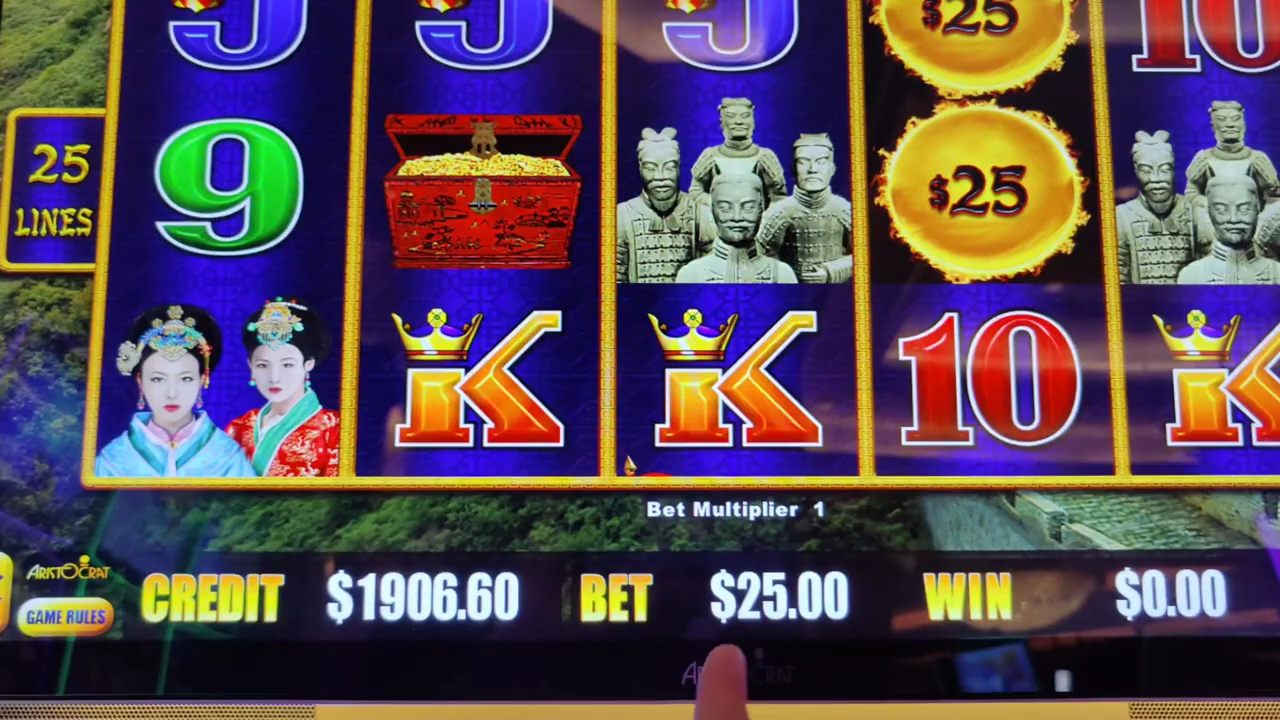 J J J $25 10
9 $25
25
LINES
K K 10 K
Bet Multiplier 1
ARISTOCRAT
CREDIT $1906.60 BET $25.00 WIN $0.00
GAME RULES